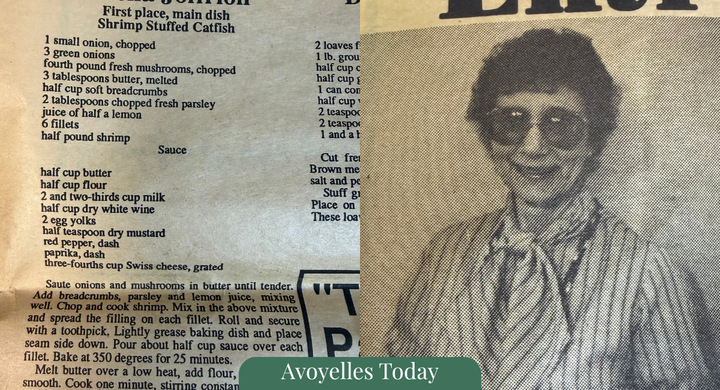 First place, main dish
Shrimp Stuffed Catfish
1 small onion, chopped
3 green onions
fourth pound fresh mushrooms, chopped
3 tablespoons butter, melted
half cup soft breadcrumbs
2 tablespoons chopped fresh parsley
juice of half a lemon
6 fillets
half pound shrimp
Sauce
half cup butter
half cup flour
2 and two-thirds cup milk
half cup dry white wine
2 egg yolks
half teaspoon dry mustard
red pepper, dash
paprika, dash
three-fourths cup Swiss cheese, grated
Saute onions and mushrooms in butter until tender.
Add breadcrumbs, parsley and lemon juice, mixing
well. Chop and cook shrimp. Mix in the above mixture
and spread the filling on each fillet. Roll and secure
with a toothpick, Lightly grease baking dish and place
seam side down. Pour about half cup sauce over each
fillet. Bake at 350 degrees for 25 minutes.
Melt butter over a low heat, add flour,
smooth. Cook one minute, stirring constan
2 loaves f
1 lb. grou
half cup c
half cup g
1 can con
half cup
2 teaspoo
2 teaspoo
1 and a h
Cut fre
Brown me
salt and pe
Stuff gr
Place on
These loav
"T
P
Avoyelles Today